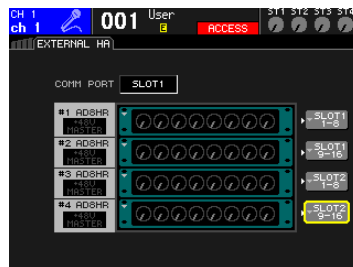 CH 1
ch 1
001
User
E
ACCESS
ST1 ST2 ST3 ST4
EXTERNAL HA
COMM PORT SLOT1
#1 AD8HR
+48V
MASTER
SLOT1
1-8
#2 AD8HR
+48V
MASTER
SLOT1
9-16
#3 AD8HR
+48V
MASTER
SLOT2
1-8
#4 AD8HR
+48V
MASTER
SLOT2
9-16